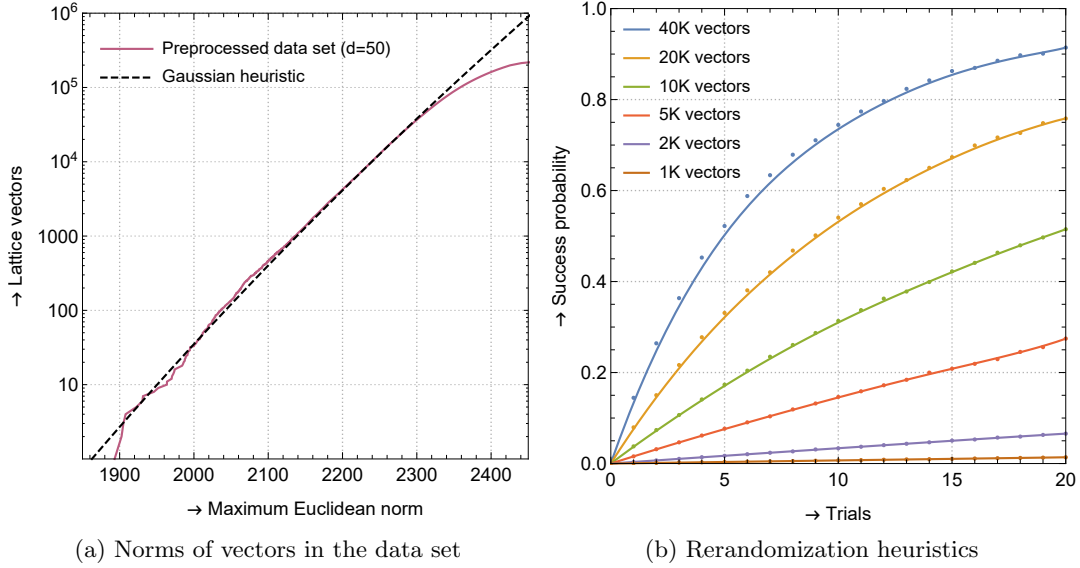 10^6
10^5
10^4
1000
100
10
→ Lattice vectors
Preprocessed data set (d=50)
Gaussian heuristic
1900 2000 2100 2200 2300 2400
→ Maximum Euclidean norm
(a) Norms of vectors in the data set
1.0
0.8
0.6
0.4
0.2
0.0
→ Success probability
40K vectors
20K vectors
10K vectors
5K vectors
2K vectors
1K vectors
0 5 10 15 20
→ Trials
(b) Rerandomization heuristics